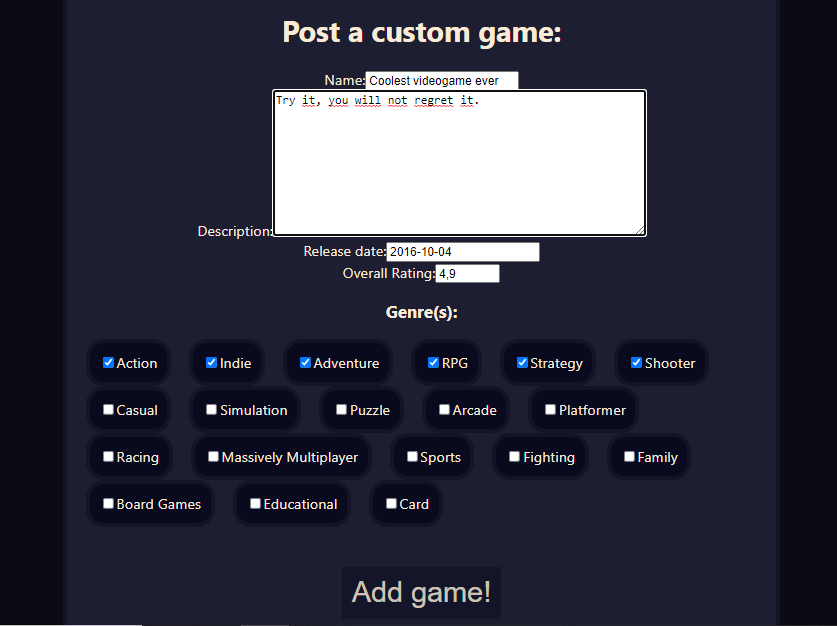 Post a custom game:
Name: Coolest videogame ever
Try it, you will not regret it.
Description:
Release date: 2016-10-04
Overall Rating: 4,9
Genre(s):
Action Indie Adventure RPG Strategy Shooter
Casual Simulation Puzzle Arcade Platformer
Racing Massively Multiplayer Sports Fighting Family
Board Games Educational Card
Add game!